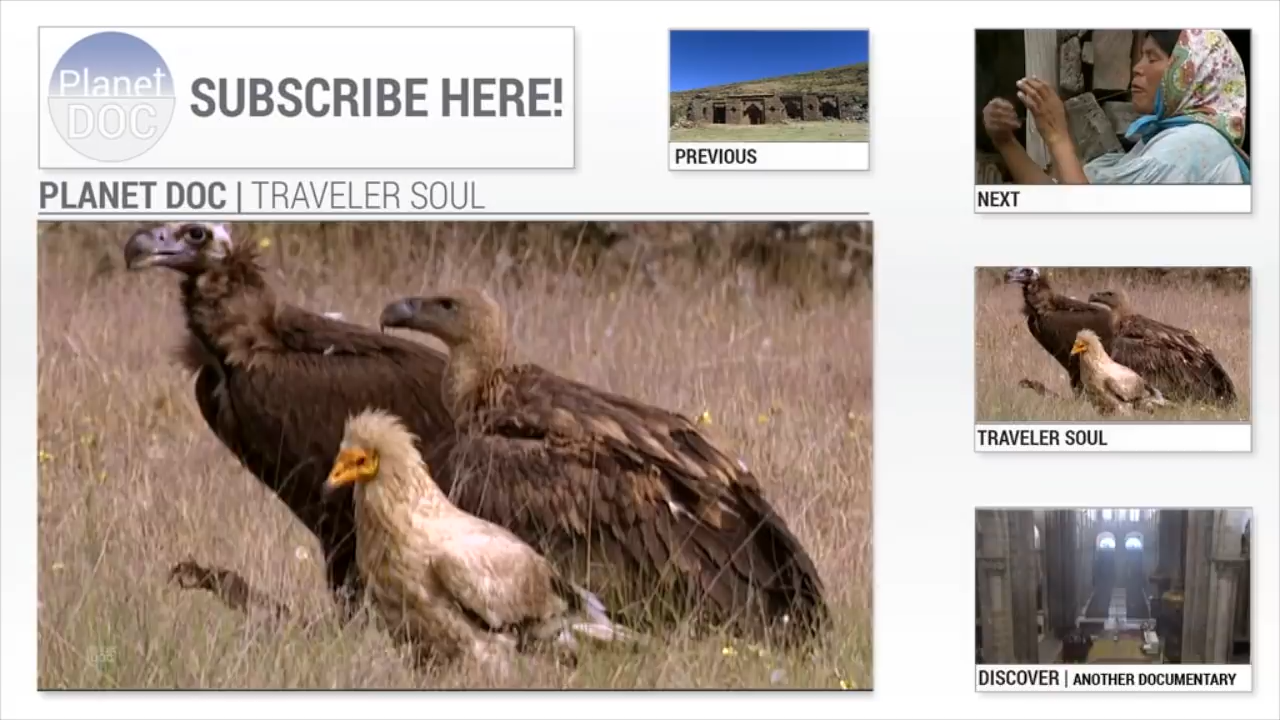 Planet
DOC
SUBSCRIBE HERE!
PLANET DOC | TRAVELER SOUL
PREVIOUS
NEXT
TRAVELER SOUL
DISCOVER | ANOTHER DOCUMENTARY